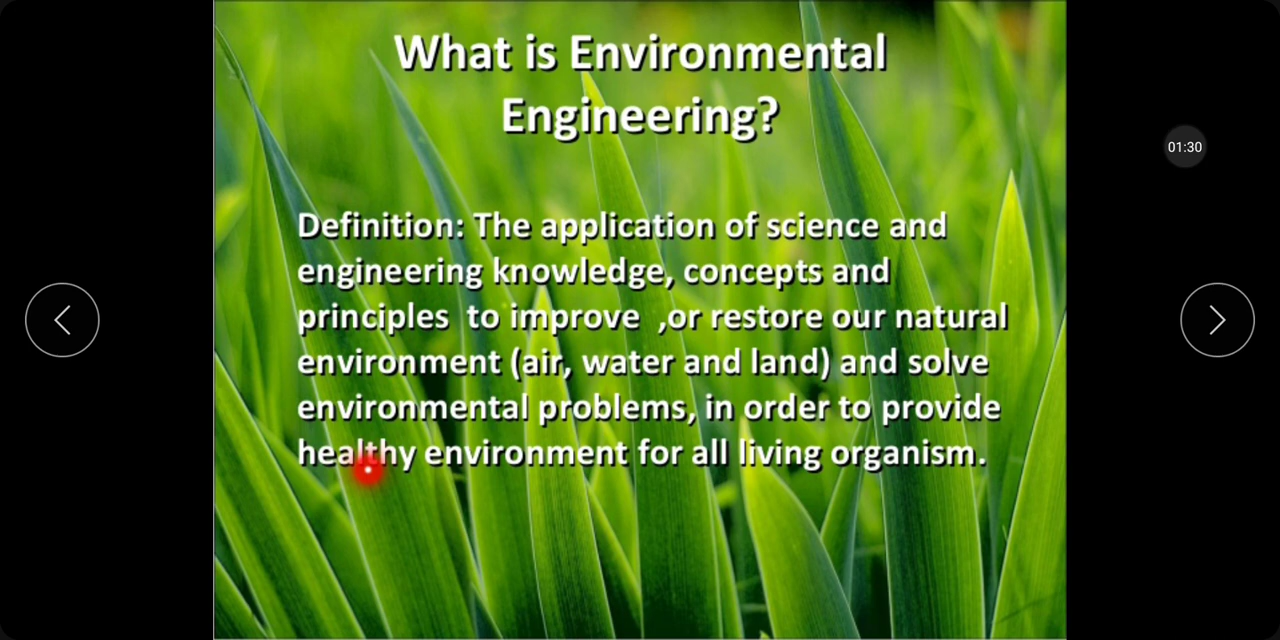 What is Environmental
Engineering?
01:30
Definition: The application of science and
engineering knowledge, concepts and
principles  to improve  ,or restore our natural
environment (air, water and land) and solve
environmental problems, in order to provide
healthy environment for all living organism.